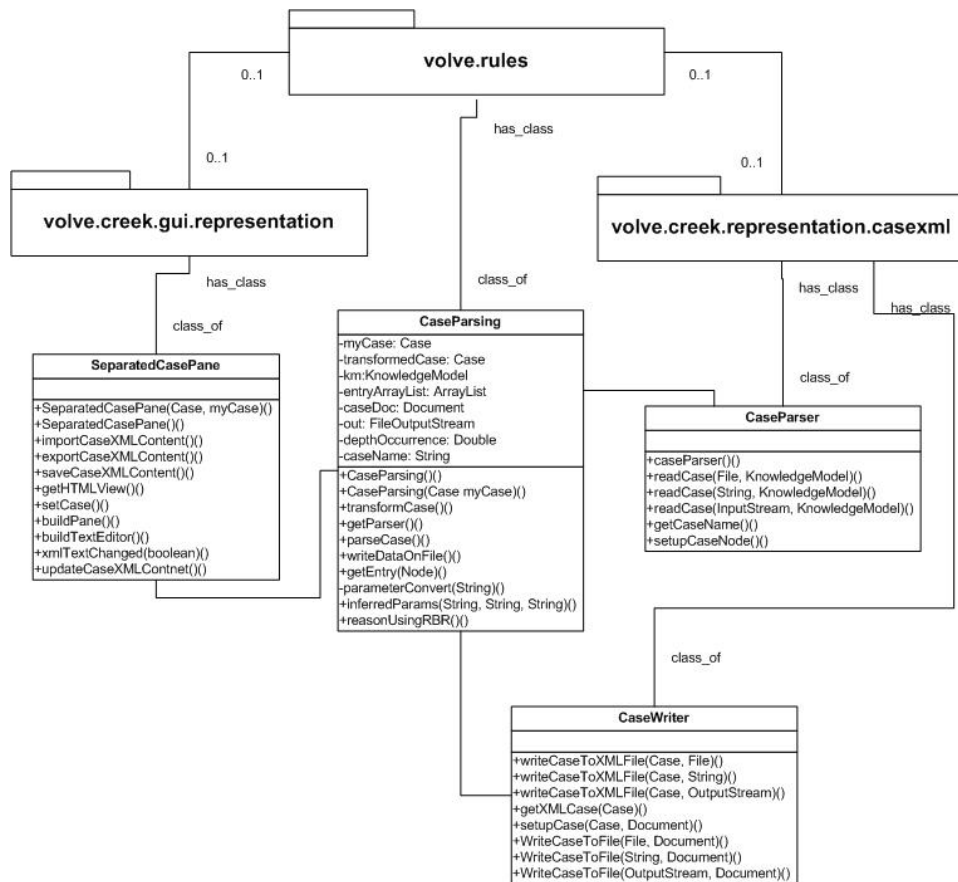 volve.rules
0..1
0..1
has_class
0..1
0..1
volve.creek.gui.representation
volve.creek.representation.casexml
has_class
class_of
has_class
has_class
class_of
class_of
CaseParsing
-myCase: Case
-transformedCase: Case
-km:KnowledgeModel
-entryArrayList: ArrayList
-caseDoc: Document
-out: FileOutputStream
-depthOccurrence: Double
-caseName: String
+CaseParsing()()
+CaseParsing(Case myCase)()
+transformCase()()
+getParser()()
+parseCase()()
+writeDataOnFile()()
+getEntry(Node)()
-parameterConvert(String)()
+inferredParams(String, String, String)()
+reasonUsingRBR()()
SeparatedCasePane
+SeparatedCasePane(Case, myCase)()
+SeparatedCasePane()()
+importCaseXMLContent()()
+exportCaseXMLContent()()
+saveCaseXMLContent()()
+getHTMLView()()
+setCase()()
+buildPane()()
+buildTextEditor()()
+xmlTextChanged(boolean)()
+updateCaseXMLContnet()()
CaseParser
+caseParser()()
+readCase(File, KnowledgeModel)()
+readCase(String, KnowledgeModel)()
+readCase(InputStream, KnowledgeModel)()
+getCaseName()()
+setupCaseNode()()
class_of
CaseWriter
+writeCaseToXMLFile(Case, File)()
+writeCaseToXMLFile(Case, String)()
+writeCaseToXMLFile(Case, OutputStream)()
+getXMLCase(Case)()
+setupCase(Case, Document)()
+WriteCaseToFile(File, Document)()
+WriteCaseToFile(String, Document)()
+WriteCaseToFile(OutputStream, Document)()